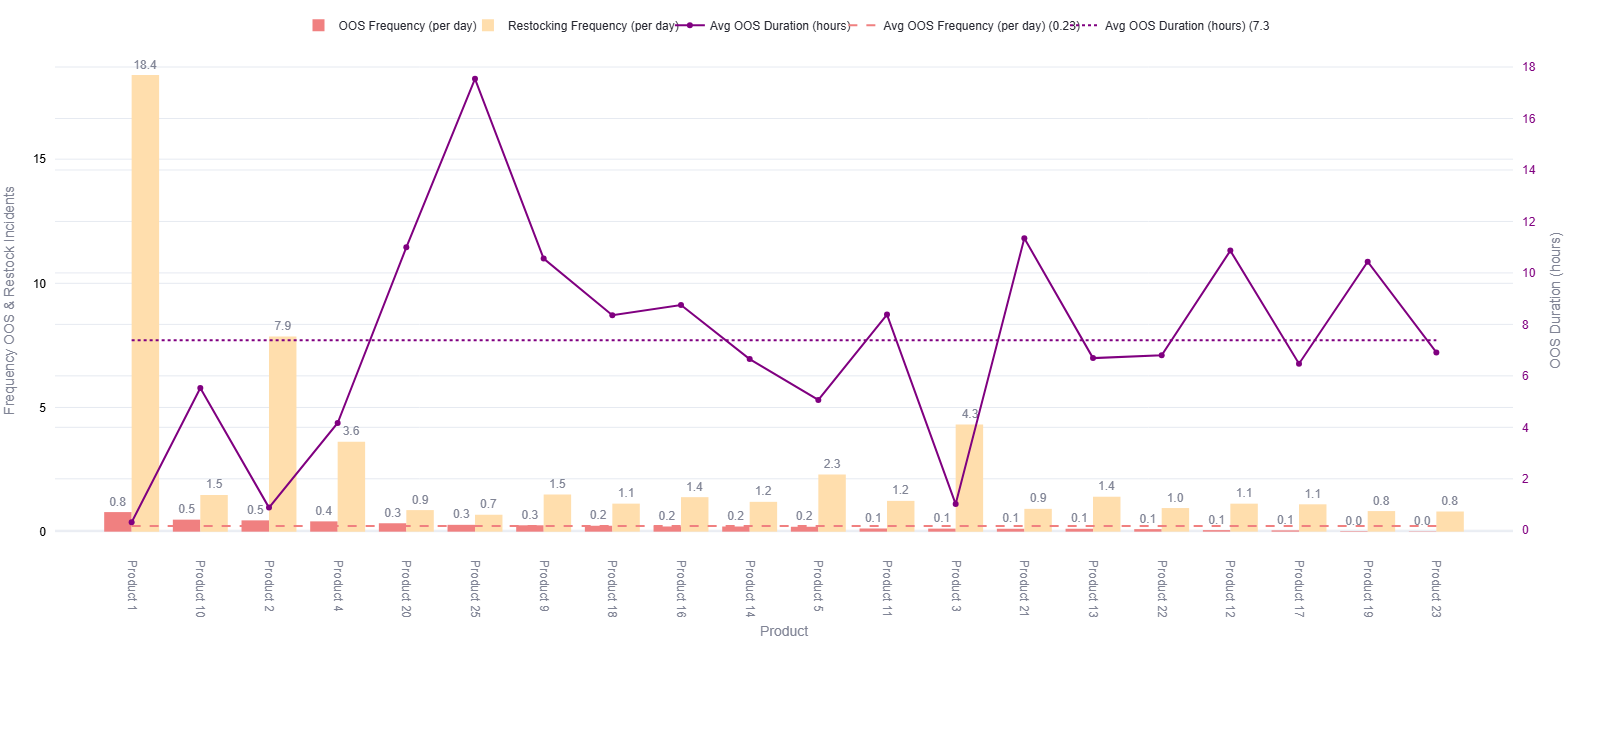 OOS Frequency (per day) Restocking Frequency (per day) Avg OOS Duration (hours) Avg OOS Frequency (per day) (0.23) Avg OOS Duration (hours) (7.3
Frequency OOS & Restock Incidents
15
10
5
0
18.4
0.8
1.5
0.5
7.9
0.5
3.6
0.4
0.9
0.3
0.7
0.3
1.5
0.3
1.1
0.2
1.4
0.2
1.2
0.2
2.3
0.2
1.2
0.1
4.3
0.1
0.9
0.1
1.4
0.1
1.0
0.1
1.1
0.1
1.1
0.1
0.8
0.0
0.8
0.0
18
16
14
12
10
8
6
4
2
0
OOS Duration (hours)
Product 1
Product 10
Product 2
Product 4
Product 20
Product 25
Product 9
Product 18
Product 16
Product 14
Product 5
Product 11
Product 3
Product 21
Product 13
Product 22
Product 12
Product 17
Product 19
Product 23
Product